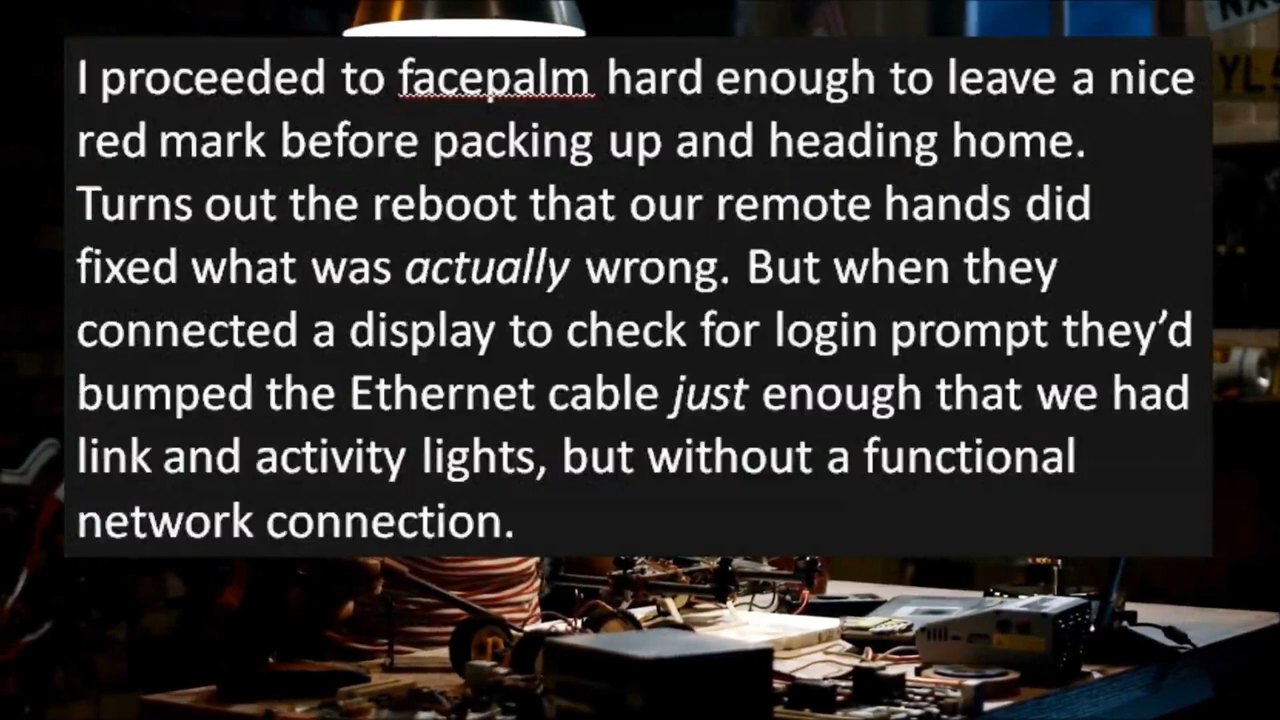 I proceeded to facepalm hard enough to leave a nice
red mark before packing up and heading home.
Turns out the reboot that our remote hands did
fixed what was actually wrong. But when they
connected a display to check for login prompt they’d
bumped the Ethernet cable just enough that we had
link and activity lights, but without a functional
network connection.